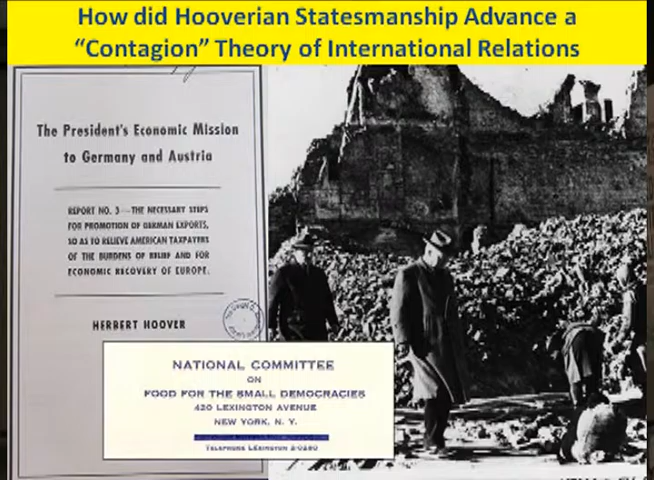 How did Hooverian Statesmanship Advance a
“Contagion” Theory of International Relations
The President's Economic Mission
to Germany and Austria
REPORT NO. 3—THE NECESSARY STEPS
FOR PROMOTION OF GERMAN EXPORTS,
SO AS TO RELIEVE AMERICAN TAXPAYERS
OF THE BURDENS OF RELIEF AND FOR
ECONOMIC RECOVERY OF EUROPE.
HERBERT HOOVER
NATIONAL COMMITTEE
ON
FOOD FOR THE SMALL DEMOCRACIES
420 LEXINGTON AVENUE
NEW YORK, N. Y.
TELEPHONE LEXINGTON